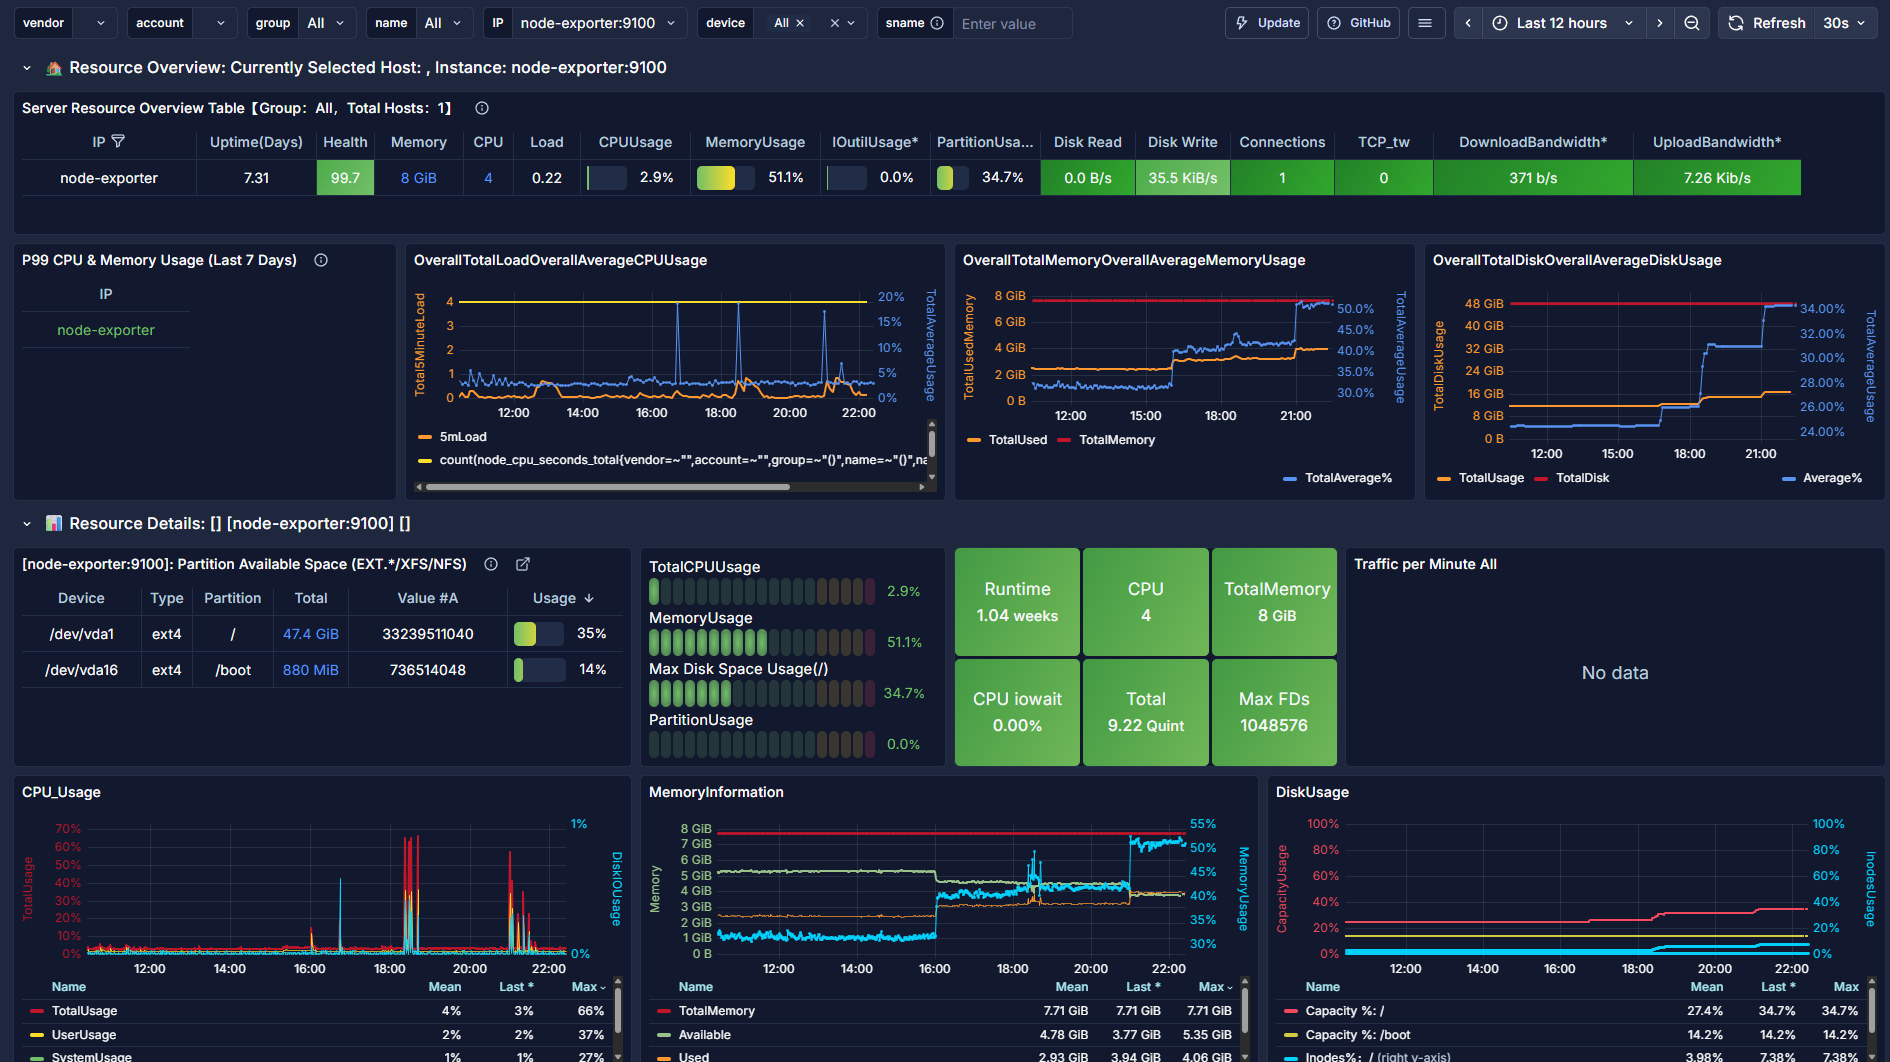 vendor account group All name All IP node-exporter:9100 device All sname Enter value Update GitHub Last 12 hours Refresh 30s
Resource Overview: Currently Selected Host: , Instance: node-exporter:9100
Server Resource Overview Table【Group：All，Total Hosts：1】
IP Uptime(Days) Health Memory CPU Load CPUUsage MemoryUsage IOutilUsage* PartitionUsa... Disk Read Disk Write Connections TCP_tw DownloadBandwidth* UploadBandwidth*
node-exporter 7.31 99.7 8 GiB 4 0.22 2.9% 51.1% 0.0% 34.7% 0.0 B/s 35.5 KiB/s 1 0 371 b/s 7.26 Kib/s
P99 CPU & Memory Usage (Last 7 Days)
IP
node-exporter
OverallTotalLoadOverallAverageCPUUsage
Total5MinuteLoad
4
3
2
1
0
20%
15%
10%
5%
0%
TotalAverageUsage
12:00 14:00 16:00 18:00 20:00 22:00
5mLoad
count(node_cpu_seconds_total{vendor=~"",account=~"",group=~"()",name=~"()",na
OverallTotalMemoryOverallAverageMemoryUsage
TotalUsedMemory
8 GiB
6 GiB
4 GiB
2 GiB
0 B
50.0%
45.0%
40.0%
35.0%
30.0%
TotalAverageUsage
12:00 15:00 18:00 21:00
TotalUsed TotalMemory
TotalAverage%
OverallTotalDiskOverallAverageDiskUsage
TotalDiskUsage
48 GiB
40 GiB
32 GiB
24 GiB
16 GiB
8 GiB
0 B
34.00%
32.00%
30.00%
28.00%
26.00%
24.00%
TotalAverageUsage
12:00 15:00 18:00 21:00
TotalUsage TotalDisk Average%
Resource Details: [] [node-exporter:9100] []
[node-exporter:9100]: Partition Available Space (EXT.*/XFS/NFS)
Device Type Partition Total Value #A Usage
/dev/vda1 ext4 / 47.4 GiB 33239511040 35%
/dev/vda16 ext4 /boot 880 MiB 736514048 14%
TotalCPUUsage
2.9%
MemoryUsage
51.1%
Max Disk Space Usage(/)
34.7%
PartitionUsage
0.0%
Runtime
1.04 weeks
CPU
4
TotalMemory
8 GiB
CPU iowait
0.00%
Total
9.22 Quint
Max FDs
1048576
Traffic per Minute All
No data
CPU_Usage
TotalUsage
70%
60%
50%
40%
30%
20%
10%
0%
1%
0%
DiskIOUsage
12:00 14:00 16:00 18:00 20:00 22:00
Name Mean Last * Max
TotalUsage 4% 3% 66%
UserUsage 2% 2% 37%
SystemUsage 1% 1% 27%
MemoryInformation
Memory
8 GiB
7 GiB
6 GiB
5 GiB
4 GiB
3 GiB
2 GiB
1 GiB
0 B
55%
50%
45%
40%
35%
30%
MemoryUsage
12:00 14:00 16:00 18:00 20:00 22:00
Name Mean Last * Max
TotalMemory 7.71 GiB 7.71 GiB 7.71 GiB
Available 4.78 GiB 3.77 GiB 5.35 GiB
Used 2.93 GiB 3.94 GiB 4.06 GiB
DiskUsage
CapacityUsage
100%
80%
60%
40%
20%
0%
100%
80%
60%
40%
20%
0%
InodesUsage
12:00 14:00 16:00 18:00 20:00 22:00
Name Mean Last * Max
Capacity %: / 27.4% 34.7% 34.7%
Capacity %: /boot 14.2% 14.2% 14.2%
Inodes%: / (right y-axis) 3.98% 7.38% 7.38%